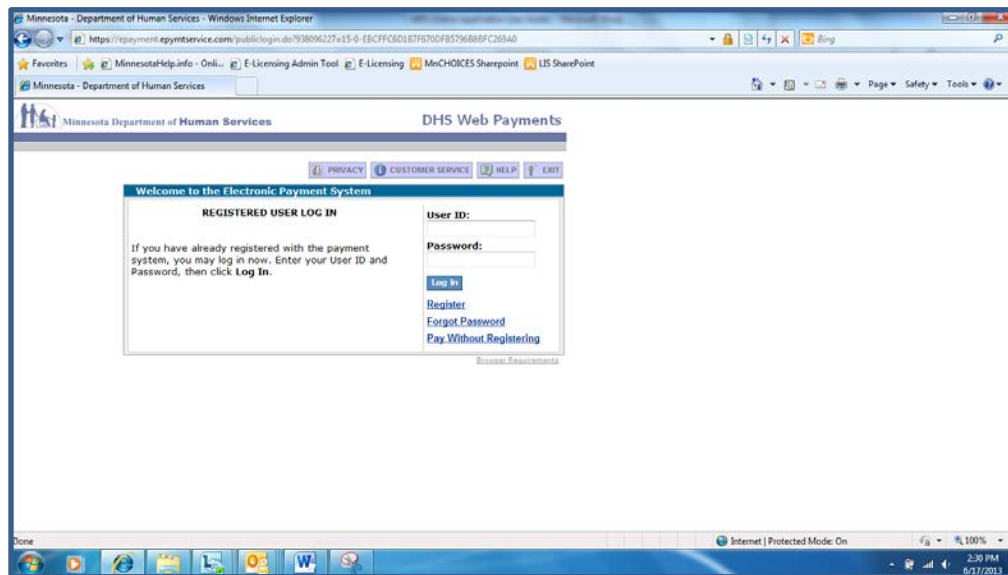 Minnesota - Department of Human Services - Windows Internet Explorer
https://epayment.epymtservice.com/publiclogin.do?938096227=15-0-EBCFFC6D187F670DFB5796B88FC269A0
Bing
Favorites MinnesotaHelp.info - Onli... E-Licensing Admin Tool E-Licensing MnCHOICES Sharepoint LIS SharePoint
Minnesota - Department of Human Services
Page Safety Tools
Minnesota Department of Human Services
DHS Web Payments
PRIVACY CUSTOMER SERVICE HELP EXIT
Welcome to the Electronic Payment System
REGISTERED USER LOG IN
If you have already registered with the payment
system, you may log in now. Enter your User ID and
Password, then click Log In.
User ID:
Password:
Log In
Register
Forgot Password
Pay Without Registering
Browser Requirements
Done
Internet | Protected Mode: On
100%
2:30 PM
6/17/2013